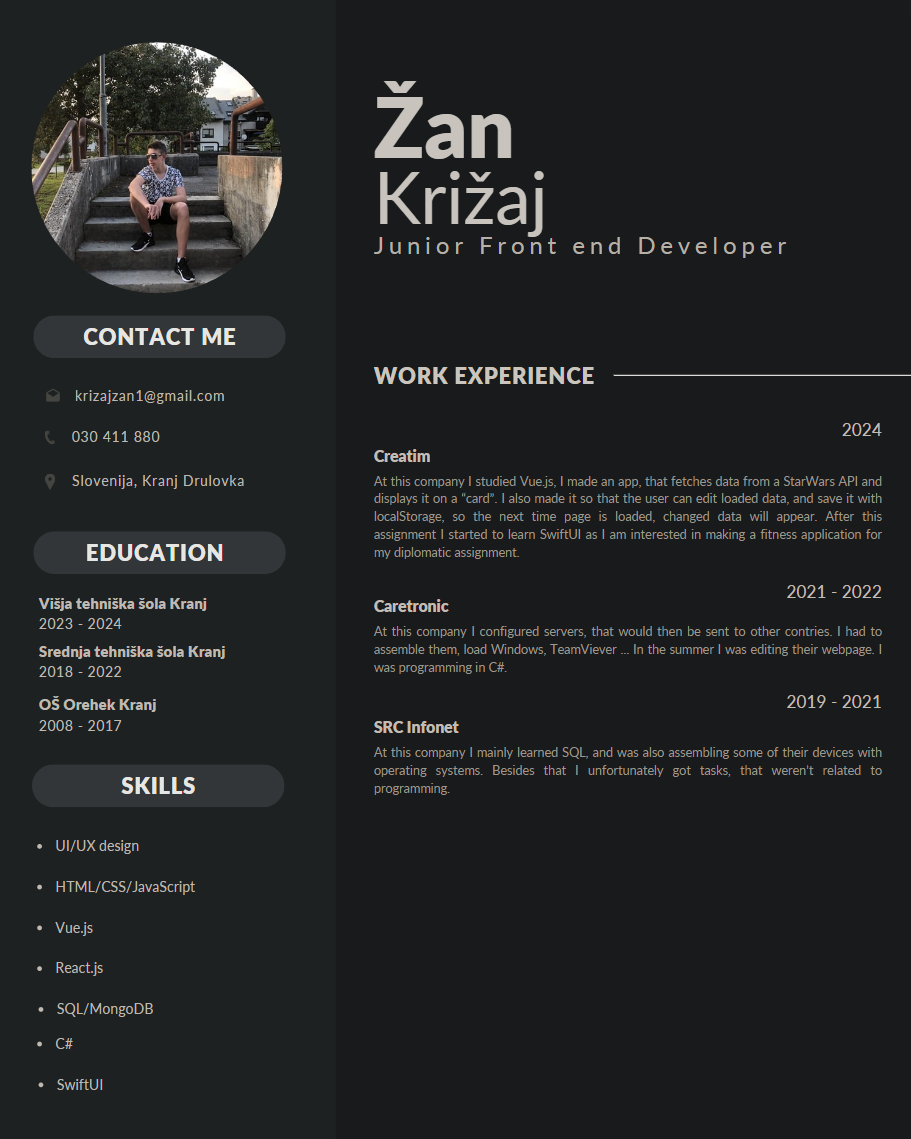 Žan
Križaj
Junior Front end Developer
CONTACT ME
krizajzan1@gmail.com
030 411 880
Slovenija, Kranj Drulovka
EDUCATION
Višja tehniška šola Kranj
2023 - 2024
Srednja tehniška šola Kranj
2018 - 2022
OŠ Orehek Kranj
2008 - 2017
SKILLS
• UI/UX design
• HTML/CSS/JavaScript
• Vue.js
• React.js
• SQL/MongoDB
• C#
• SwiftUI
WORK EXPERIENCE
2024
Creatim
At this company I studied Vue.js, I made an app, that fetches data from a StarWars API and
displays it on a “card”. I also made it so that the user can edit loaded data, and save it with
localStorage, so the next time page is loaded, changed data will appear. After this
assignment I started to learn SwiftUI as I am interested in making a fitness application for
my diplomatic assignment.
2021 - 2022
Caretronic
At this company I configured servers, that would then be sent to other contries. I had to
assemble them, load Windows, TeamViever ... In the summer I was editing their webpage. I
was programming in C#.
2019 - 2021
SRC Infonet
At this company I mainly learned SQL, and was also assembling some of their devices with
operating systems. Besides that I unfortunately got tasks, that weren't related to
programming.